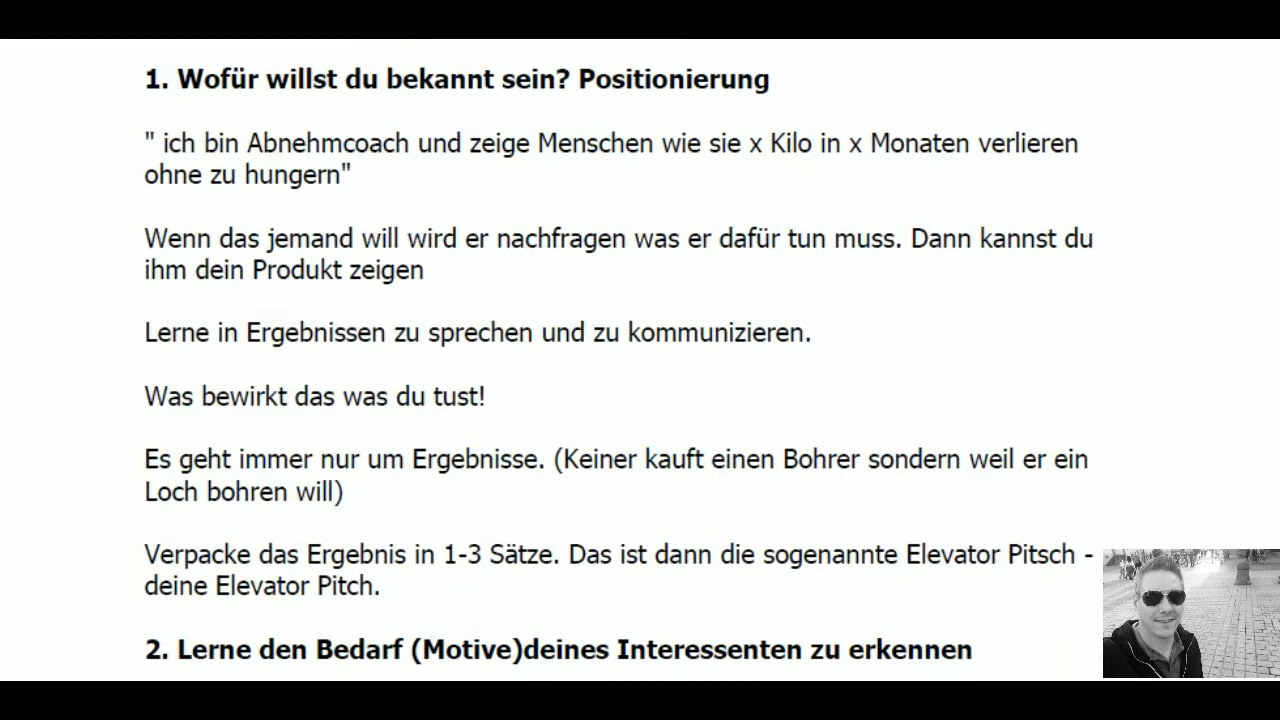 1. Wofür willst du bekannt sein? Positionierung
" ich bin Abnehmcoach und zeige Menschen wie sie x Kilo in x Monaten verlieren
ohne zu hungern"
Wenn das jemand will wird er nachfragen was er dafür tun muss. Dann kannst du
ihm dein Produkt zeigen
Lerne in Ergebnissen zu sprechen und zu kommunizieren.
Was bewirkt das was du tust!
Es geht immer nur um Ergebnisse. (Keiner kauft einen Bohrer sondern weil er ein
Loch bohren will)
Verpacke das Ergebnis in 1-3 Sätze. Das ist dann die sogenannte Elevator Pitsch -
deine Elevator Pitch.
2. Lerne den Bedarf (Motive)deines Interessenten zu erkennen